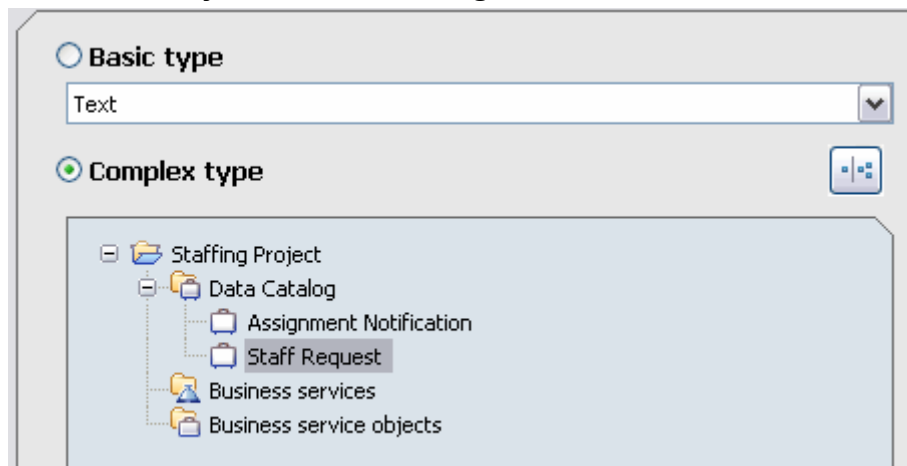 Basic type
Text
Complex type
Staffing Project
Data Catalog
Assignment Notification
Staff Request
Business services
Business service objects